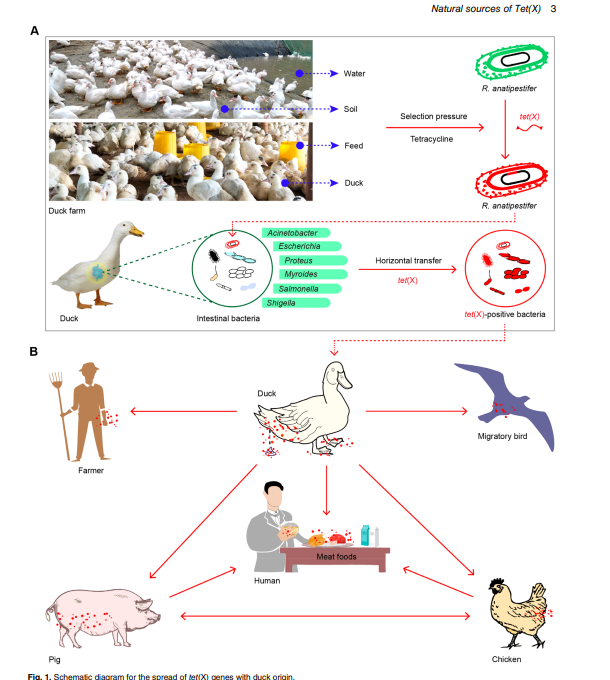 Natural sources of Tet(X) 3
A
Water
Soil
Feed
Duck
Duck farm
Selection pressure
Tetracycline
R. anatipestifer
tet(X)
R. anatipestifer
Duck
Intestinal bacteria
Acinetobacter
Escherichia
Proteus
Myroides
Salmonella
Shigella
Horizontal transfer
tet(X)
tet(X)-positive bacteria
B
Farmer
Duck
Migratory bird
Human
Meat foods
Pig
Chicken
Fig. 1. Schematic diagram for the spread of tet(X) genes with duck origin.